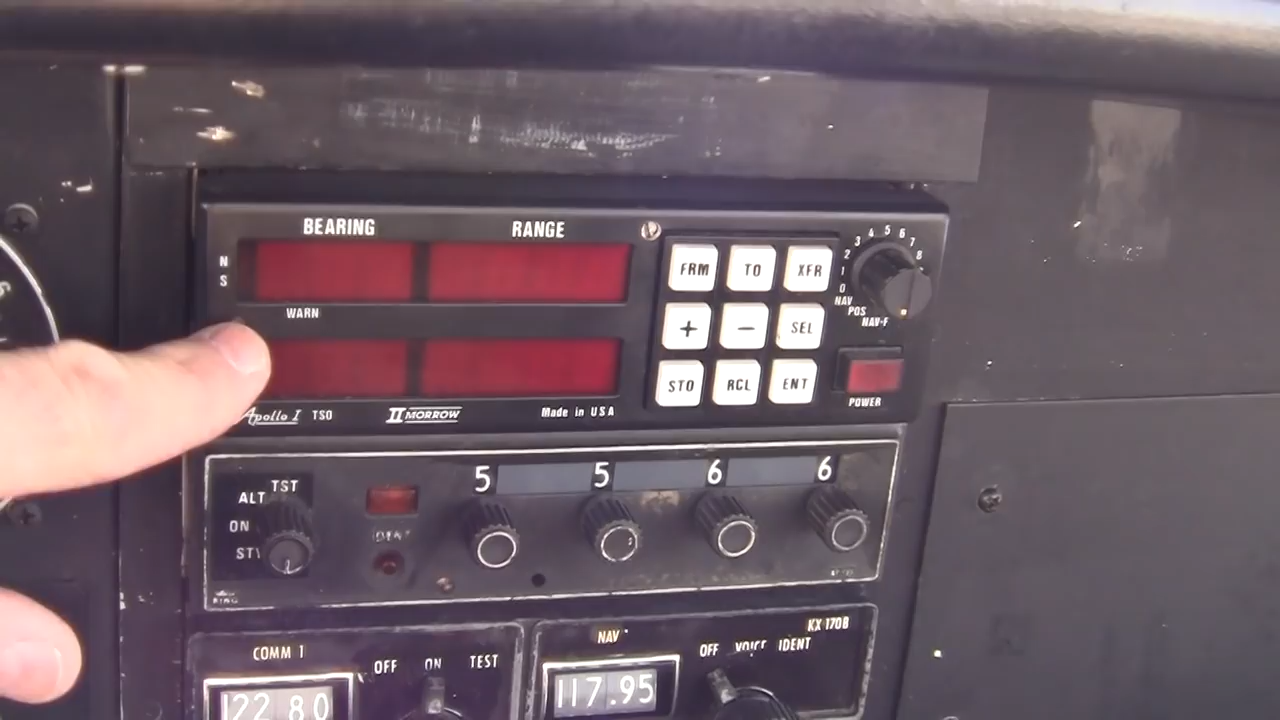 BEARING RANGE
N
S
WARN
Apollo I TSO II MORROW Made in USA
FRM TO XFR
+ - SEL
STO RCL ENT
0 1 2 3 4 5 6 7 8
NAV
POS
NAV-F
POWER
TST
ALT
ON
IDENT
KING
5 5 6 6
COMM 1 OFF ON TEST
122.80
NAV OFF VOICE IDENT KX 170B
117.95